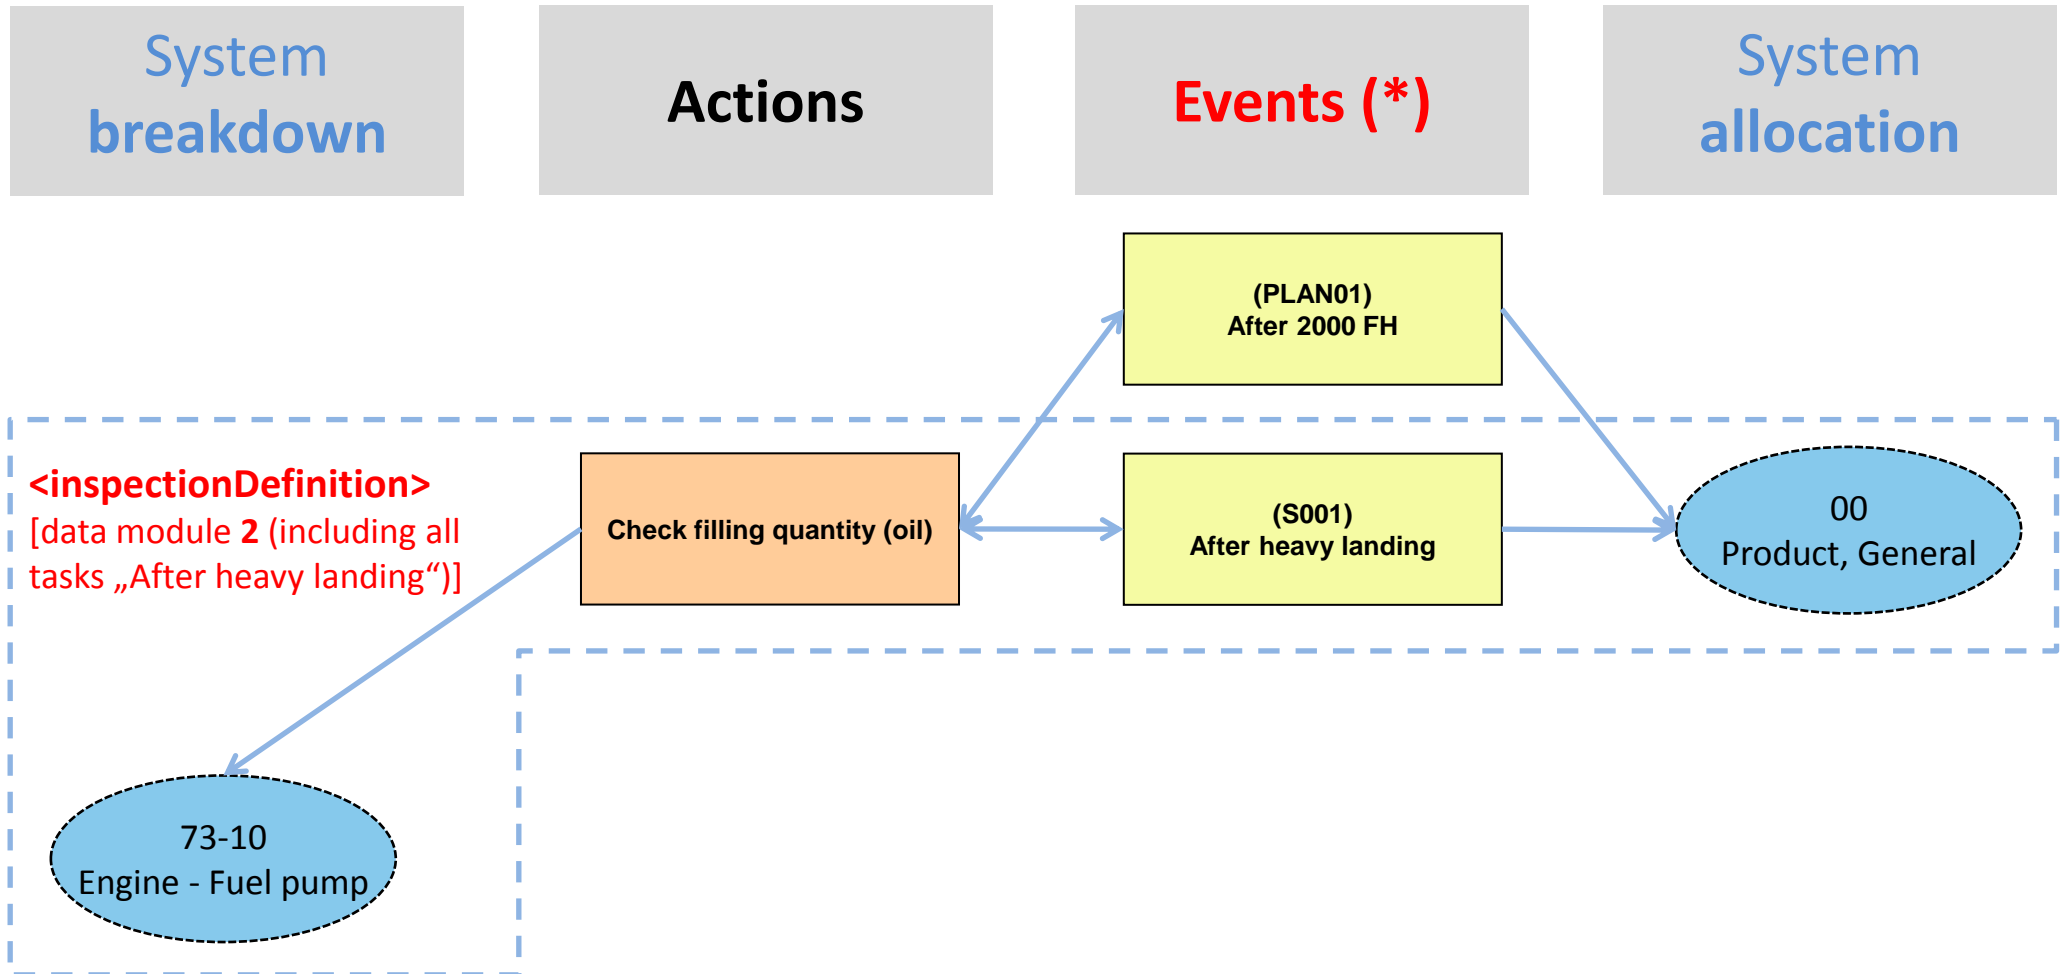 System
breakdown
Actions
Events (*)
System
allocation
(PLAN01)
After 2000 FH
<inspectionDefinition>
[data module 2 (including all
tasks „After heavy landing“)]
Check filling quantity (oil)
(S001)
After heavy landing
00
Product, General
73-10
Engine - Fuel pump